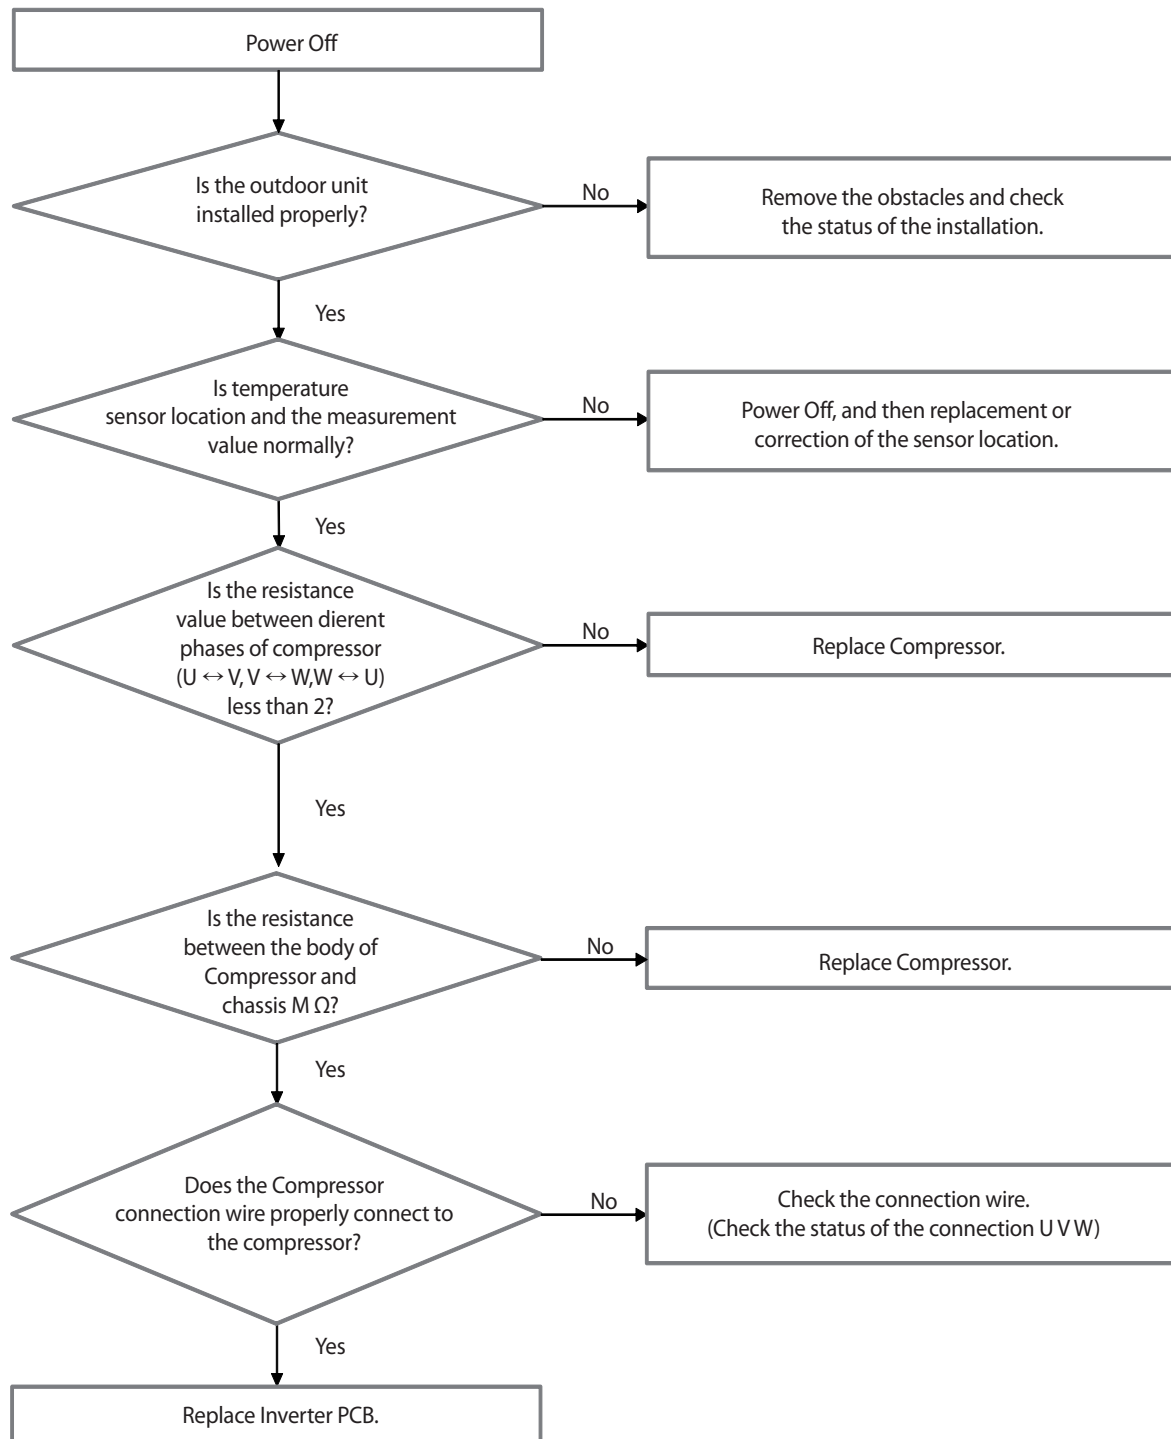 Power Off
Is the outdoor unit
installed properly?
No
Remove the obstacles and check
the status of the installation.
Yes
Is temperature
sensor location and the measurement
value normally?
No
Power Off, and then replacement or
correction of the sensor location.
Yes
Is the resistance
value between dierent
phases of compressor
(U ↔ V, V ↔ W,W ↔ U)
less than 2?
No
Replace Compressor.
Yes
Is the resistance
between the body of
Compressor and
chassis M Ω?
No
Replace Compressor.
Yes
Does the Compressor
connection wire properly connect to
the compressor?
No
Check the connection wire.
(Check the status of the connection U V W)
Yes
Replace Inverter PCB.